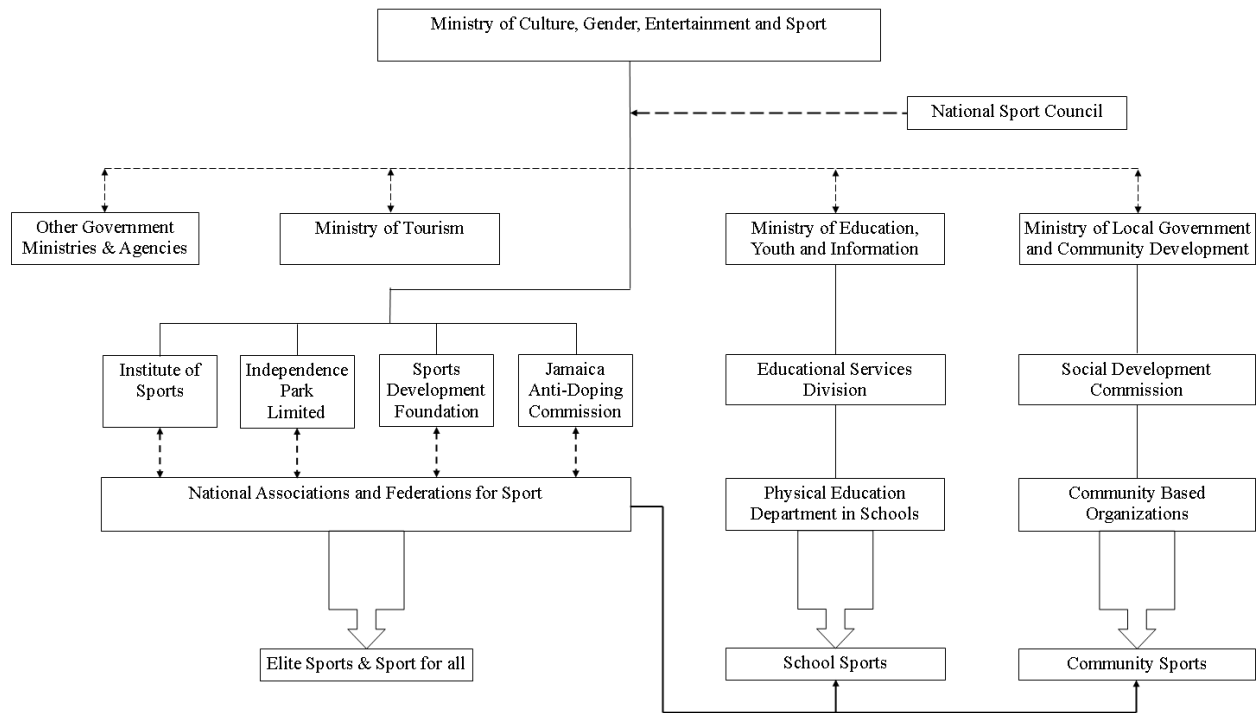 Ministry of Culture, Gender, Entertainment and Sport
National Sport Council
Other Government
Ministries & Agencies
Ministry of Tourism
Ministry of Education,
Youth and Information
Ministry of Local Government
and Community Development
Institute of
Sports
Independence
Park
Limited
Sports
Development
Foundation
Jamaica
Anti-Doping
Commission
Educational Services
Division
Social Development
Commission
National Associations and Federations for Sport
Physical Education
Department in Schools
Community Based
Organizations
Elite Sports & Sport for all
School Sports
Community Sports